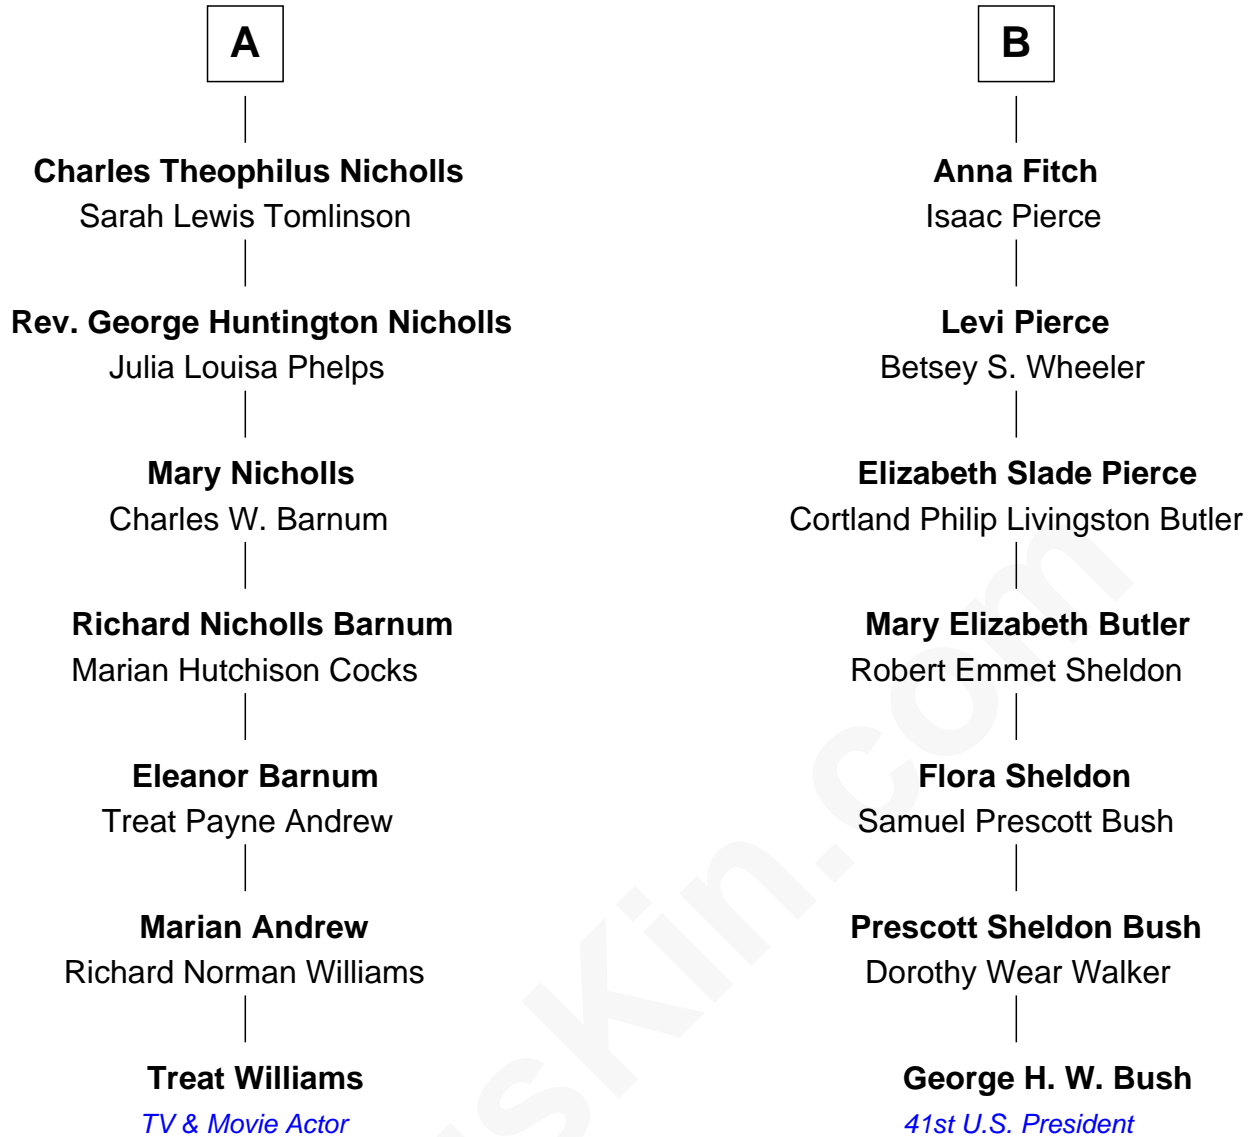 A
Charles Theophilus Nicholls
Sarah Lewis Tomlinson
Rev. George Huntington Nicholls
Julia Louisa Phelps
Mary Nicholls
Charles W. Barnum
Richard Nicholls Barnum
Marian Hutchison Cocks
Eleanor Barnum
Treat Payne Andrew
Marian Andrew
Richard Norman Williams
Treat Williams
TV & Movie Actor
B
Anna Fitch
Isaac Pierce
Levi Pierce
Betsey S. Wheeler
Elizabeth Slade Pierce
Cortland Philip Livingston Butler
Mary Elizabeth Butler
Robert Emmet Sheldon
Flora Sheldon
Samuel Prescott Bush
Prescott Sheldon Bush
Dorothy Wear Walker
George H. W. Bush
41st U.S. President